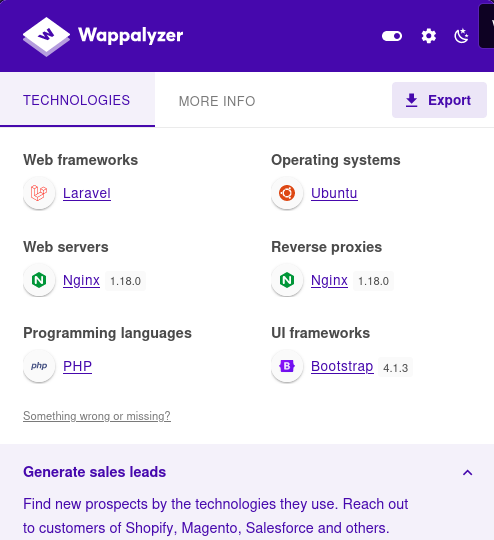 Wappalyzer
TECHNOLOGIES
MORE INFO
Export
Web frameworks
Laravel
Operating systems
Ubuntu
Web servers
Nginx 1.18.0
Reverse proxies
Nginx 1.18.0
Programming languages
php PHP
UI frameworks
B Bootstrap 4.1.3
Something wrong or missing?
Generate sales leads
Find new prospects by the technologies they use. Reach out
to customers of Shopify, Magento, Salesforce and others.